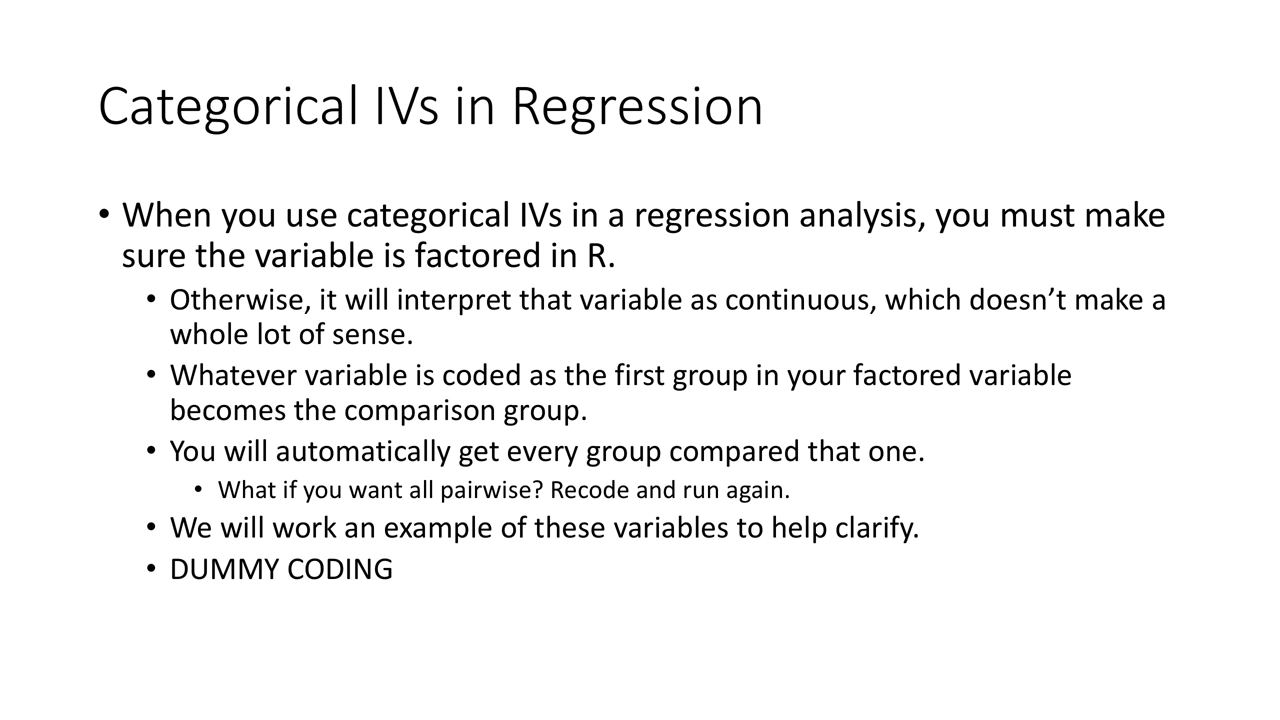 Categorical IVs in Regression
• When you use categorical IVs in a regression analysis, you must make
sure the variable is factored in R.
• Otherwise, it will interpret that variable as continuous, which doesn’t make a
whole lot of sense.
• Whatever variable is coded as the first group in your factored variable
becomes the comparison group.
• You will automatically get every group compared that one.
• What if you want all pairwise? Recode and run again.
• We will work an example of these variables to help clarify.
• DUMMY CODING